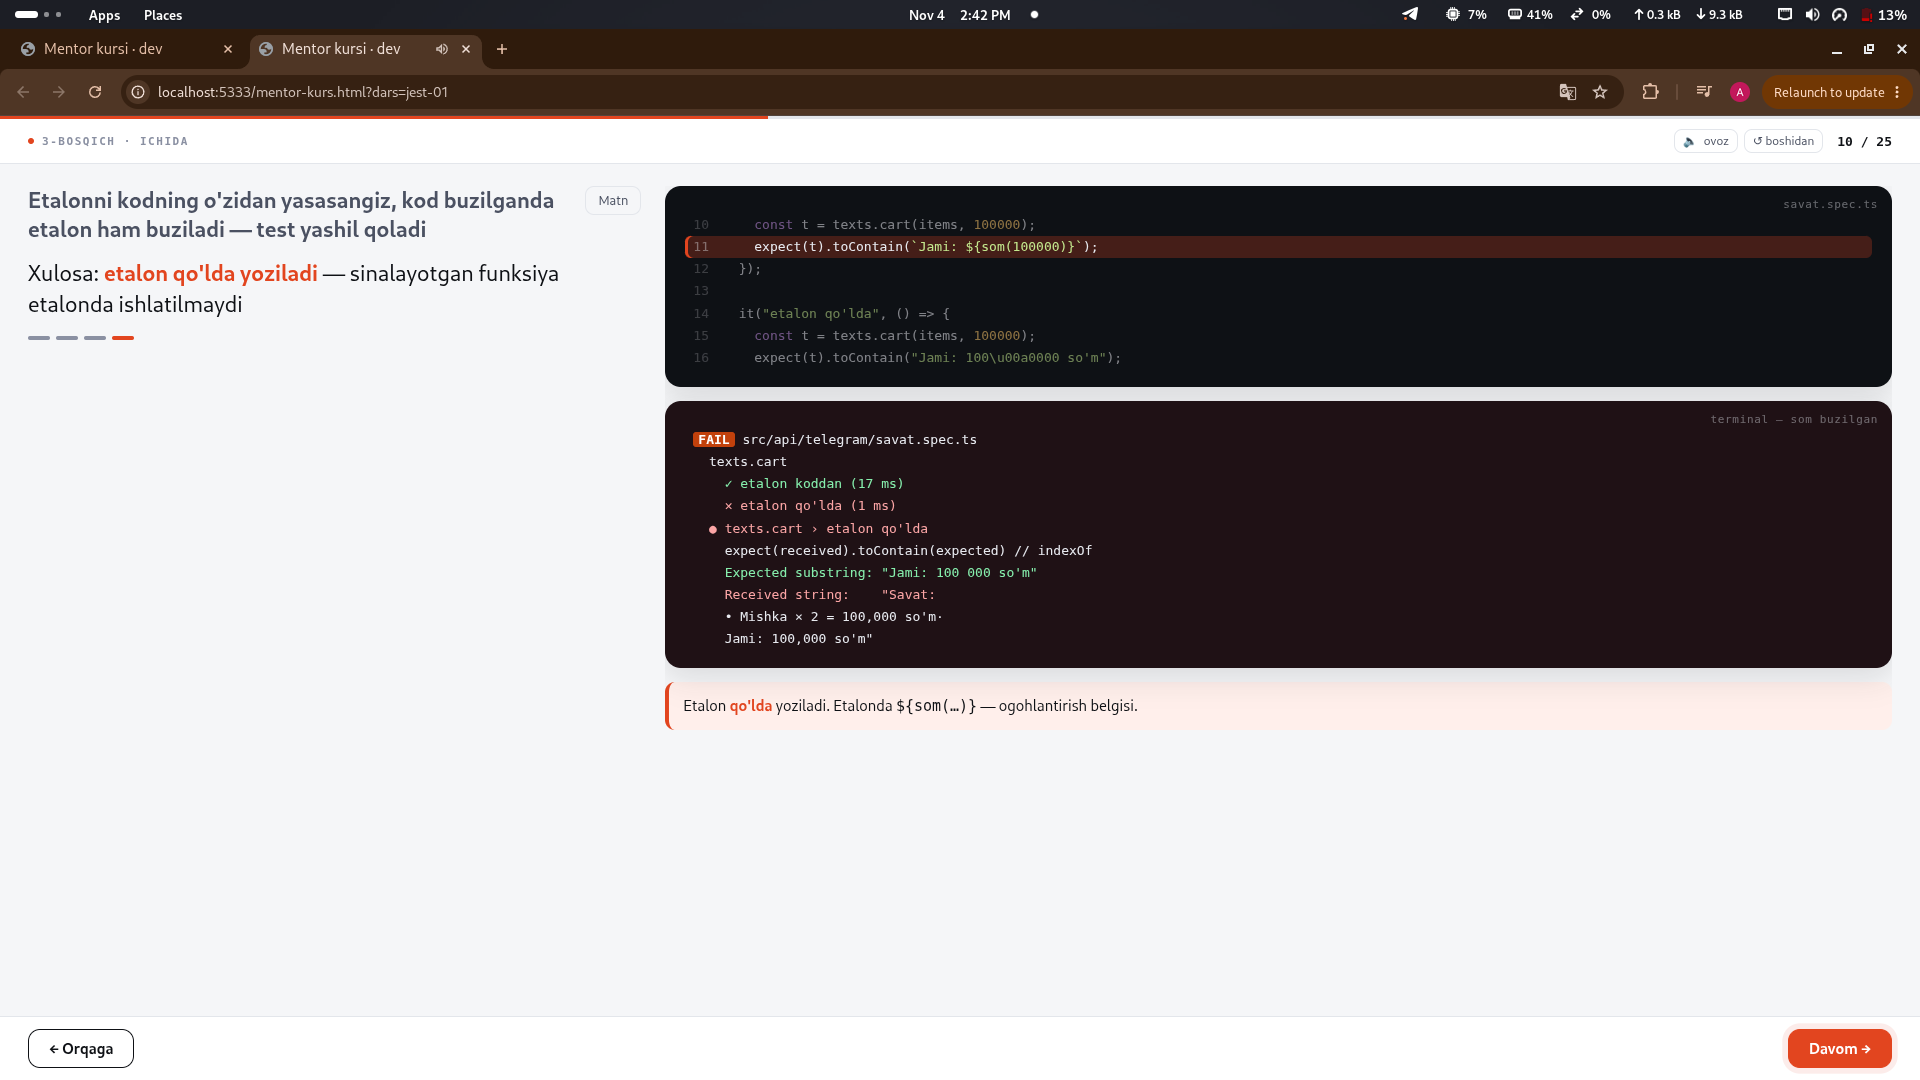 Apps Places Nov 4 2:42 PM 7% 41% 0% 0.3 kB 9.3 kB 13%
Mentor kursi · dev Mentor kursi · dev
localhost:5333/mentor-kurs.html?dars=jest-01 A Relaunch to update
3-BOSQICH · ICHIDA ovoz ↺ boshidan 10 / 25
Etalonni kodning o'zidan yasasangiz, kod buzilganda
etalon ham buziladi — test yashil qoladi
Matn
Xulosa: etalon qo'lda yoziladi — sinalayotgan funksiya
etalonda ishlatilmaydi
savat.spec.ts
10 const t = texts.cart(items, 100000);
11 expect(t).toContain(`Jami: ${som(100000)}`);
12 });
13
14 it("etalon qo'lda", () => {
15 const t = texts.cart(items, 100000);
16 expect(t).toContain("Jami: 100\u00a0000 so'm");
terminal — som buzilgan
FAIL src/api/telegram/savat.spec.ts
texts.cart
✓ etalon koddan (17 ms)
× etalon qo'lda (1 ms)
● texts.cart › etalon qo'lda
expect(received).toContain(expected) // indexOf
Expected substring: "Jami: 100 000 so'm"
Received string: "Savat:
• Mishka × 2 = 100,000 so'm·
Jami: 100,000 so'm"
Etalon qo'lda yoziladi. Etalonda ${som(…)} — ogohlantirish belgisi.
← Orqaga Davom →